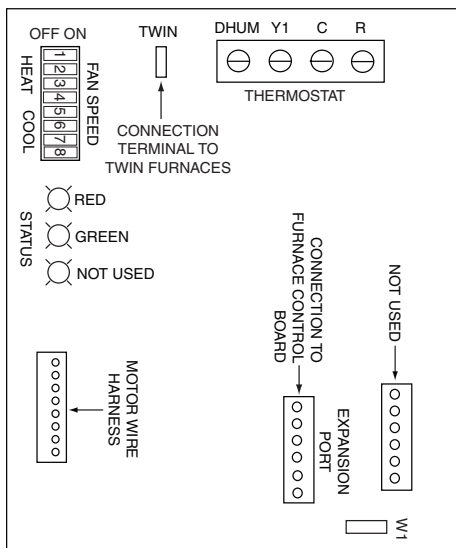 OFF ON
1
2
3
4
5
6
7
8
HEAT COOL
FAN SPEED
TWIN
CONNECTION
TERMINAL TO
TWIN FURNACES
DHUM Y1 C R
THERMOSTAT
STATUS
RED
GREEN
NOT USED
MOTOR WIRE
HARNESS
CONNECTION TO
FURNACE CONTROL
BOARD
EXPANSION
PORT
NOT USED
W1